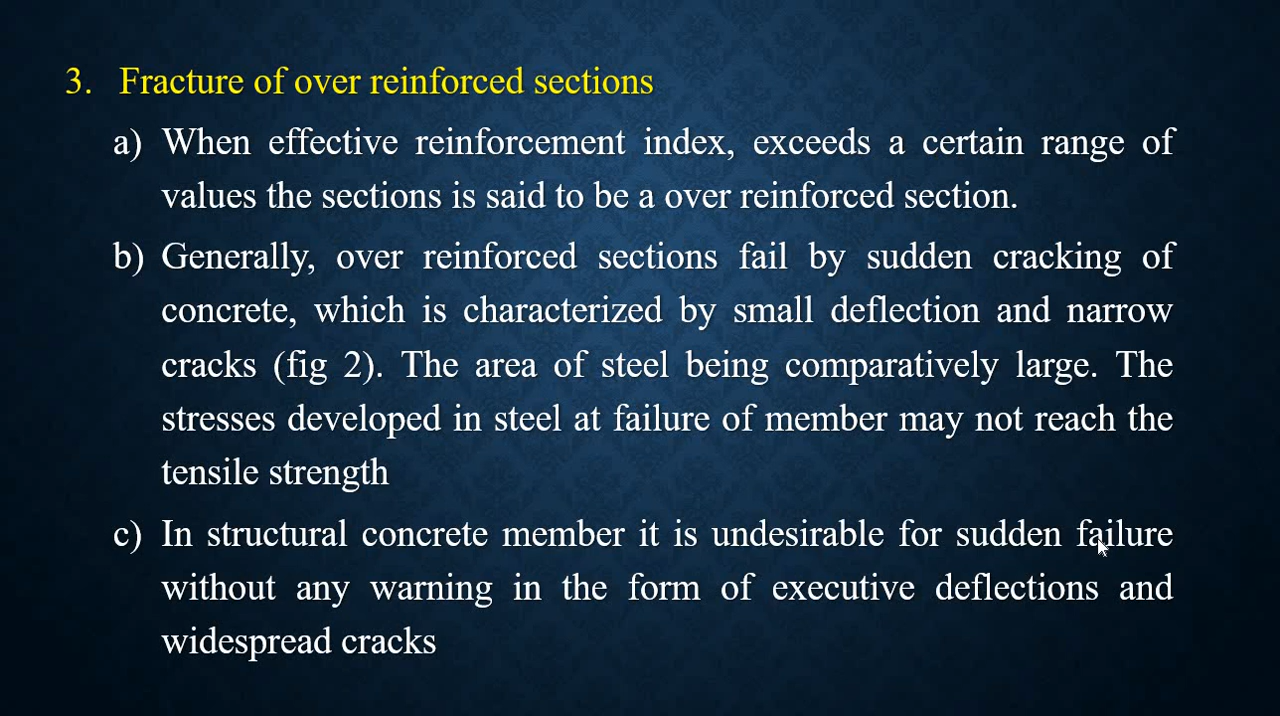 3. Fracture of over reinforced sections
a) When effective reinforcement index, exceeds a certain range of
values the sections is said to be a over reinforced section.
b) Generally, over reinforced sections fail by sudden cracking of
concrete, which is characterized by small deflection and narrow
cracks (fig 2). The area of steel being comparatively large. The
stresses developed in steel at failure of member may not reach the
tensile strength
c) In structural concrete member it is undesirable for sudden failure
without any warning in the form of executive deflections and
widespread cracks